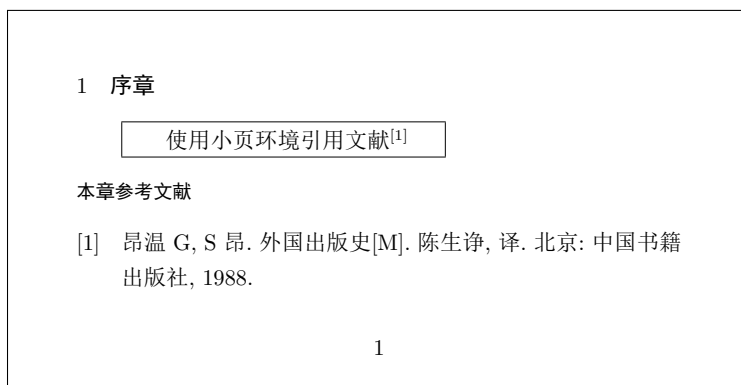 1 序章
使用小页环境引用文献[1]
本章参考文献
[1] 昂温 G, S 昂. 外国出版史[M]. 陈生诤, 译. 北京: 中国书籍
出版社, 1988.
1